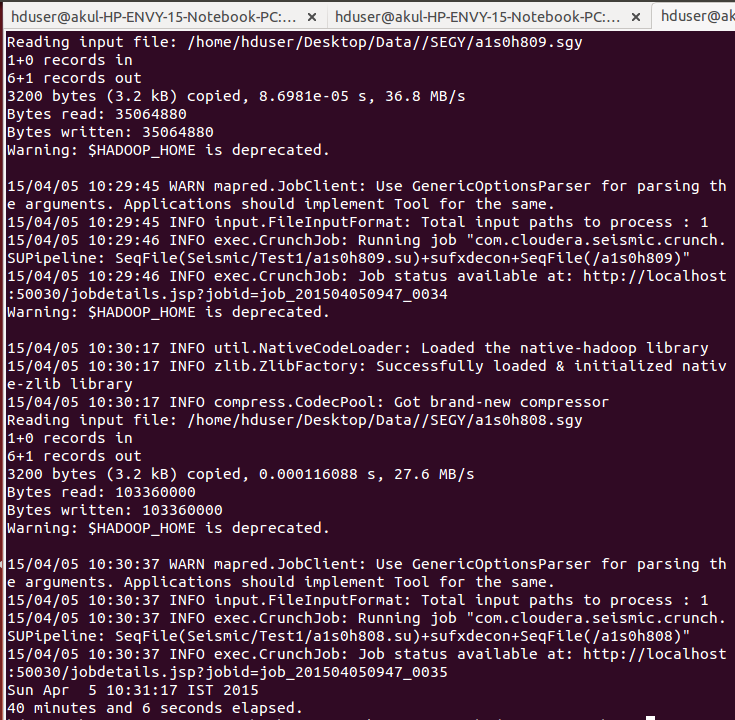 hduser@akul-HP-ENVY-15-Notebook-PC:... × hduser@akul-HP-ENVY-15-Notebook-PC:... × hduser@ak
Reading input file: /home/hduser/Desktop/Data//SEGY/a1s0h809.sgy
1+0 records in
6+1 records out
3200 bytes (3.2 kB) copied, 8.6981e-05 s, 36.8 MB/s
Bytes read: 35064880
Bytes written: 35064880
Warning: $HADOOP_HOME is deprecated.
15/04/05 10:29:45 WARN mapred.JobClient: Use GenericOptionsParser for parsing th
e arguments. Applications should implement Tool for the same.
15/04/05 10:29:45 INFO input.FileInputFormat: Total input paths to process : 1
15/04/05 10:29:46 INFO exec.CrunchJob: Running job "com.cloudera.seismic.crunch.
SUPipeline: SeqFile(Seismic/Test1/a1s0h809.su)+sufxdecon+SeqFile(/a1s0h809)"
15/04/05 10:29:46 INFO exec.CrunchJob: Job status available at: http://localhost
:50030/jobdetails.jsp?jobid=job_201504050947_0034
Warning: $HADOOP_HOME is deprecated.
15/04/05 10:30:17 INFO util.NativeCodeLoader: Loaded the native-hadoop library
15/04/05 10:30:17 INFO zlib.ZlibFactory: Successfully loaded & initialized nativ
e-zlib library
15/04/05 10:30:17 INFO compress.CodecPool: Got brand-new compressor
Reading input file: /home/hduser/Desktop/Data//SEGY/a1s0h808.sgy
1+0 records in
6+1 records out
3200 bytes (3.2 kB) copied, 0.000116088 s, 27.6 MB/s
Bytes read: 103360000
Bytes written: 103360000
Warning: $HADOOP_HOME is deprecated.
15/04/05 10:30:37 WARN mapred.JobClient: Use GenericOptionsParser for parsing th
e arguments. Applications should implement Tool for the same.
15/04/05 10:30:37 INFO input.FileInputFormat: Total input paths to process : 1
15/04/05 10:30:37 INFO exec.CrunchJob: Running job "com.cloudera.seismic.crunch.
SUPipeline: SeqFile(Seismic/Test1/a1s0h808.su)+sufxdecon+SeqFile(/a1s0h808)"
15/04/05 10:30:37 INFO exec.CrunchJob: Job status available at: http://localhost
:50030/jobdetails.jsp?jobid=job_201504050947_0035
Sun Apr  5 10:31:17 IST 2015
40 minutes and 6 seconds elapsed.